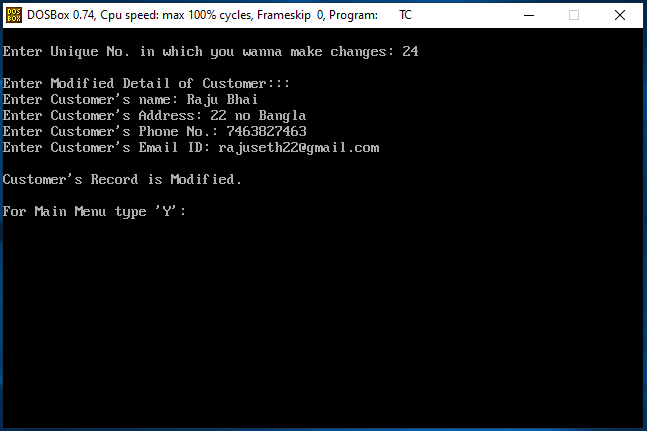 DOS
BOX
DOSBox 0.74, Cpu speed: max 100% cycles, Frameskip 0, Program: TC
Enter Unique No. in which you wanna make changes: 24
Enter Modified Detail of Customer:::
Enter Customer's name: Raju Bhai
Enter Customer's Address: 22 no Bangla
Enter Customer's Phone No.: 7463827463
Enter Customer's Email ID: rajuseth22@gmail.com
Customer's Record is Modified.
For Main Menu type 'Y':